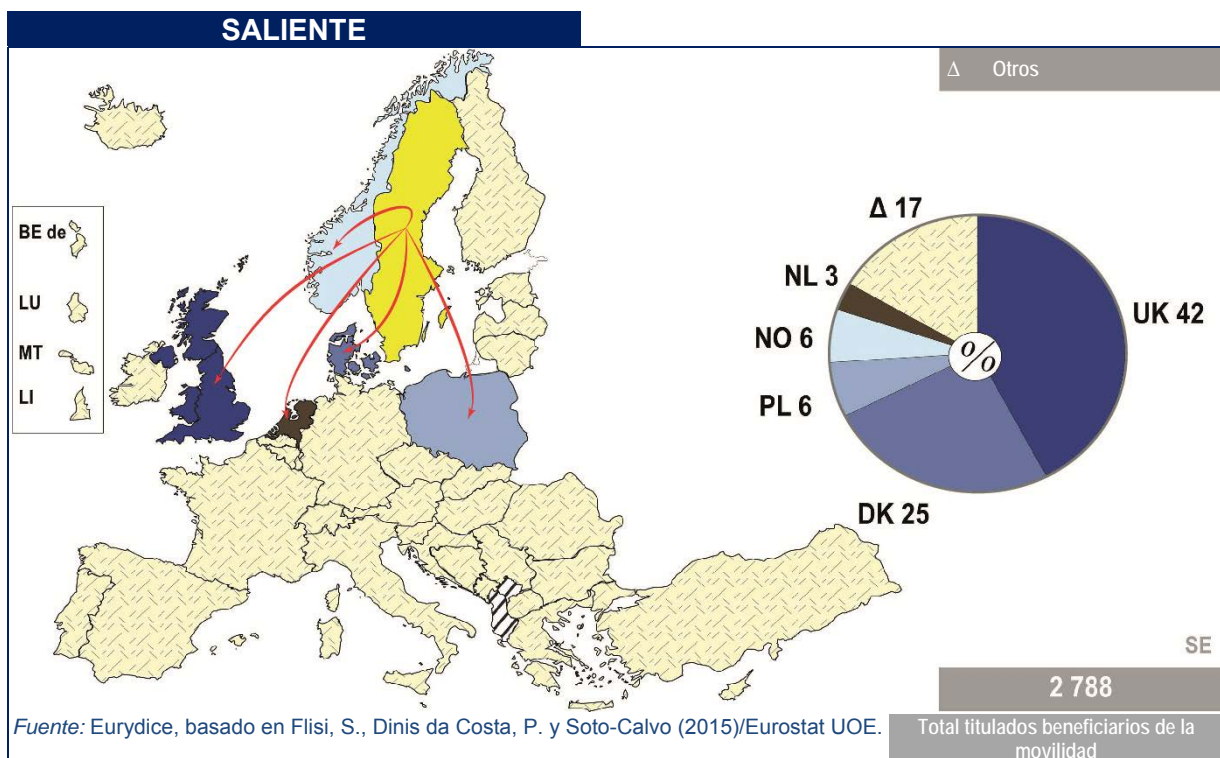 SALIENTE
Δ Otros
BE de
LU
MT
LI
Δ 17
NL 3
UK 42
NO 6
%
PL 6
DK 25
SE
2 788
Fuente: Eurydice, basado en Flisi, S., Dinis da Costa, P. y Soto-Calvo (2015)/Eurostat UOE.
Total titulados beneficiarios de la
movilidad